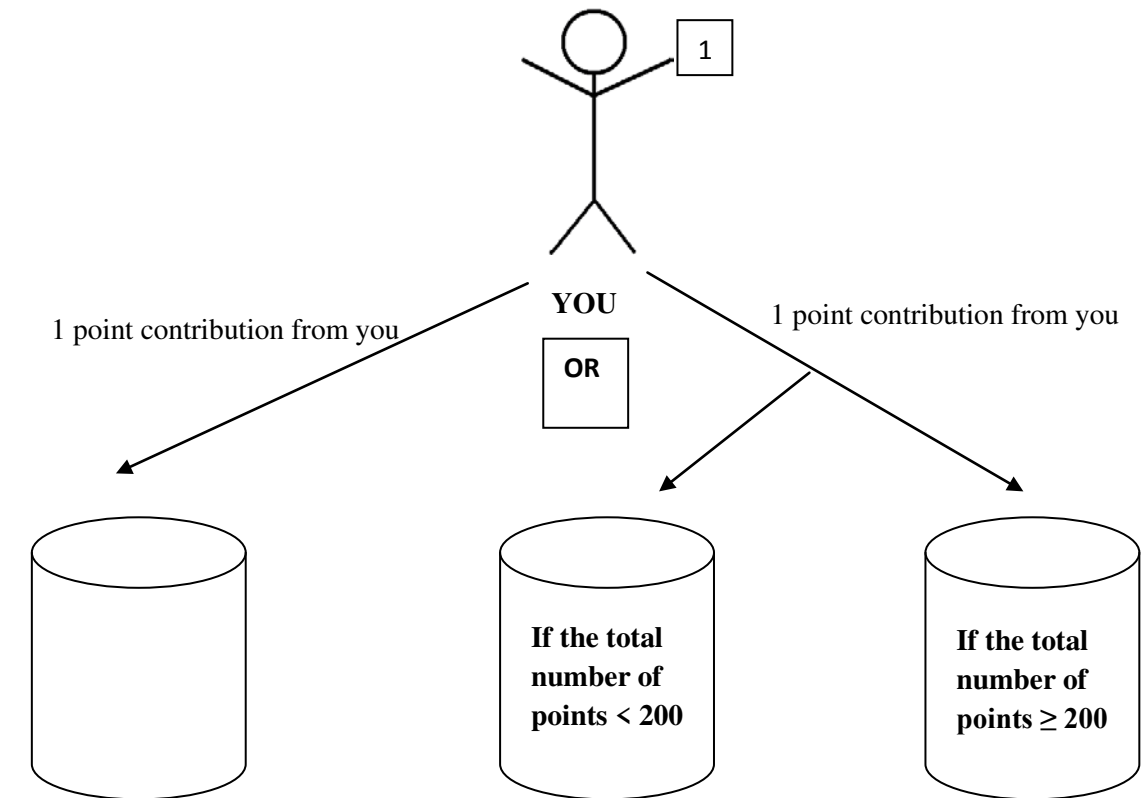 1
YOU
1 point contribution from you
1 point contribution from you
OR
If the total
number of
points < 200
If the total
number of
points ≥ 200